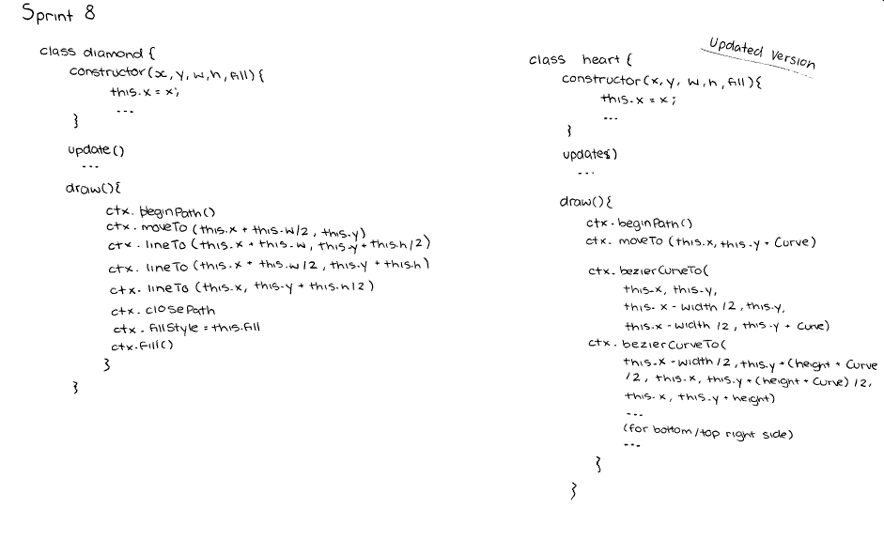 Sprint 8
class diamond {
constructor(x, y, w, h, fill){
this.x = x;
...
}
update()
...
draw(){
ctx. beginPath()
ctx. moveTo (this.x + this.w/2, this.y)
ctx. lineTo (this.x + this.w, this.y + this.h/2)
ctx. lineTo (this.x + this.w/2, this.y + this.h)
ctx. lineTo (this.x, this.y + this.h/2)
ctx. closePath
ctx. fillStyle = this.fill
ctx.fill()
}
}
Updated Version
class heart {
constructor(x, y, w, h, fill){
this.x = x;
...
}
update()
...
draw(){
ctx. beginPath()
ctx. moveTo (this.x, this.y + Curve)
ctx. bezierCurveTo(
this.x, this.y,
this.x - width /2, this.y,
this.x - width /2, this.y + Curve)
ctx. bezierCurveTo(
this.x - width /2, this.y + (height + Curve
/2, this.x, this.y + (height + Curve) /2,
this.x, this.y + height)
...
(for bottom/top right side)
...
}
}